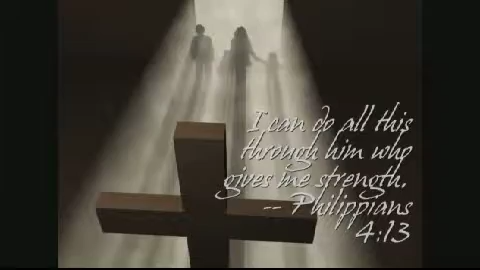 I can do all this
through him who
gives me strength.
-- Philippians
4:13